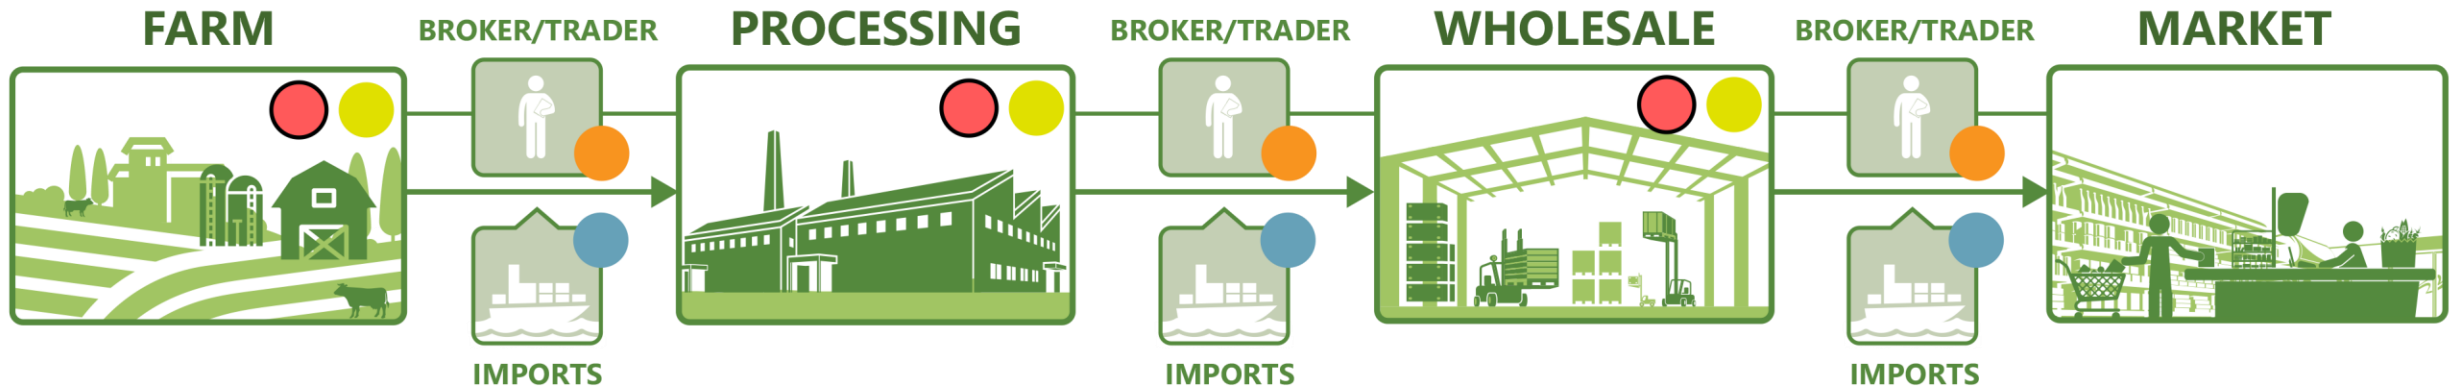 FARM
BROKER/TRADER
PROCESSING
BROKER/TRADER
WHOLESALE
BROKER/TRADER
MARKET
IMPORTS
IMPORTS
IMPORTS